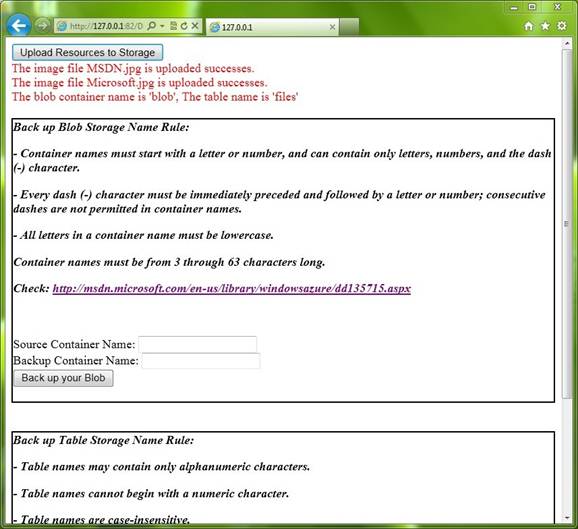 http://127.0.0.1:82/D
127.0.0.1
Upload Resources to Storage
The image file MSDN.jpg is uploaded successes.
The image file Microsoft.jpg is uploaded successes.
The blob container name is 'blob', The table name is 'files'
Back up Blob Storage Name Rule:
- Container names must start with a letter or number, and can contain only letters, numbers, and the dash
(-) character.
- Every dash (-) character must be immediately preceded and followed by a letter or number; consecutive
dashes are not permitted in container names.
- All letters in a container name must be lowercase.
Container names must be from 3 through 63 characters long.
Check: http://msdn.microsoft.com/en-us/library/windowsazure/dd135715.aspx
Source Container Name:
Backup Container Name:
Back up your Blob
Back up Table Storage Name Rule:
- Table names may contain only alphanumeric characters.
- Table names cannot begin with a numeric character.
- Table names are case-insensitive.